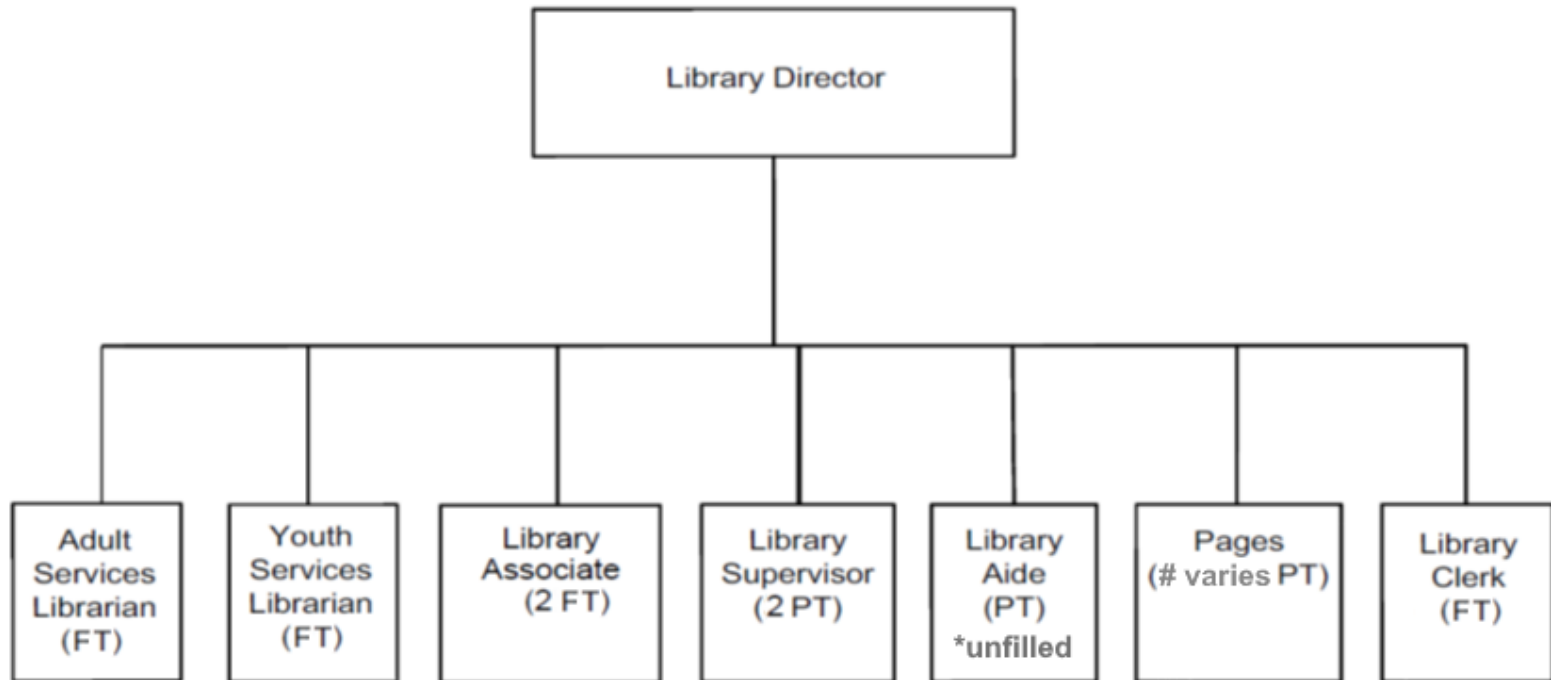 Library Director
Adult
Services
Librarian
(FT)
Youth
Services
Librarian
(FT)
Library
Associate
(2 FT)
Library
Supervisor
(2 PT)
Library
Aide
(PT)
*unfilled
Pages
(# varies PT)
Library
Clerk
(FT)